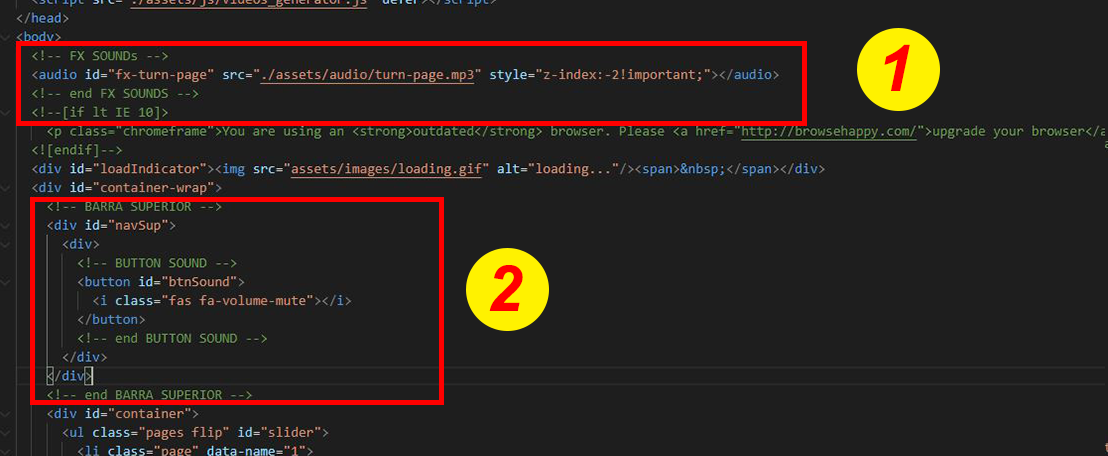 <script src="./assets/js/videos_generator.js" defer></script>
</head>
<body>
<!-- FX SOUNDs -->
<audio id="fx-turn-page" src="./assets/audio/turn-page.mp3" style="z-index:-2!important;"></audio>
<!-- end FX SOUNDS -->
<!--[if lt IE 10]>
<p class="chromeframe">You are using an <strong>outdated</strong> browser. Please <a href="http://browsehappy.com/">upgrade your browser</a
<![endif]-->
<div id="loadIndicator"><img src="assets/images/loading.gif" alt="loading..."/><span>&nbsp;</span></div>
<div id="container-wrap">
<!-- BARRA SUPERIOR -->
<div id="navSup">
<div>
<!-- BUTTON SOUND -->
<button id="btnSound">
<i class="fas fa-volume-mute"></i>
</button>
<!-- end BUTTON SOUND -->
</div>
</div>
<!-- end BARRA SUPERIOR -->
<div id="container">
<ul class="pages flip" id="slider">
<li class="page" data-name="1">
1
2